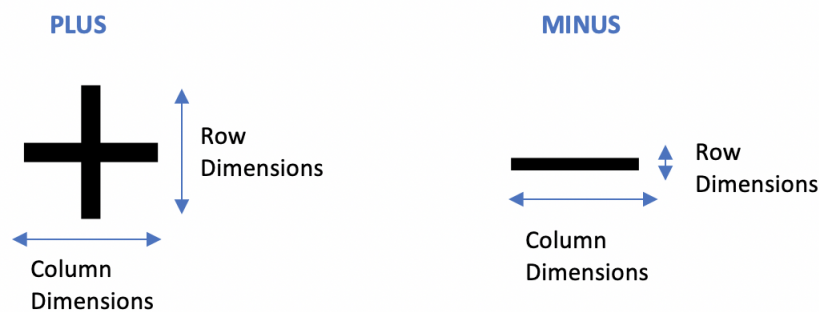 PLUS
Row
Dimensions
Column
Dimensions
MINUS
Row
Dimensions
Column
Dimensions